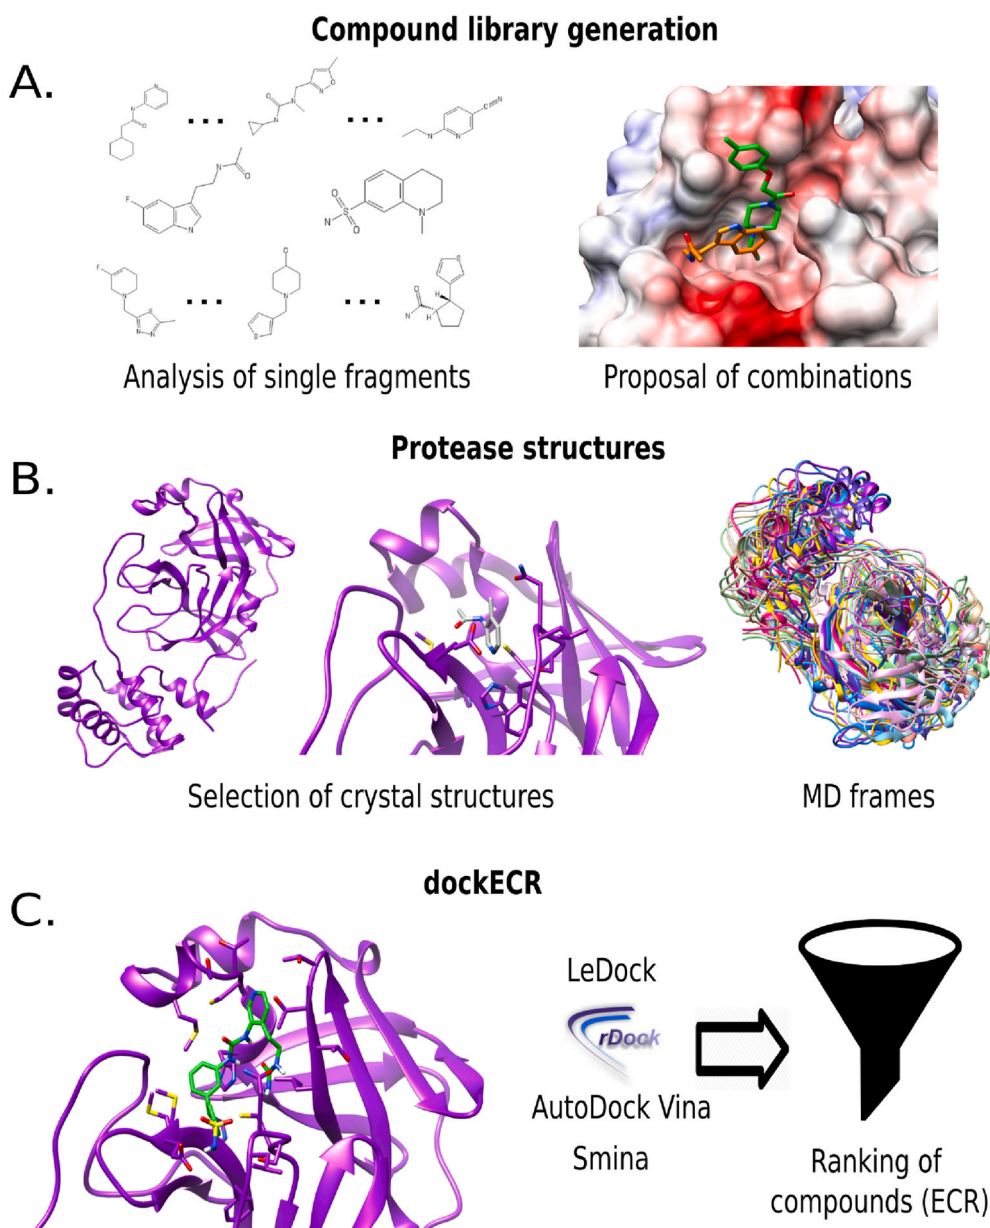 Compound library generation
A.
Analysis of single fragments
Proposal of combinations
Protease structures
B.
Selection of crystal structures
MD frames
dockECR
C.
LeDock
rDock
AutoDock Vina
Smina
Ranking of
compounds (ECR)